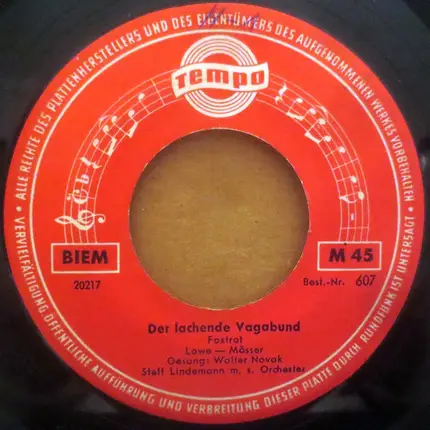 • ALLE RECHTE DES PLATTENHERSTELLERS UND DES EIGENTÜMERS DES AUFGENOMMENEN WERKES VORBEHALTEN •
VERVIELFÄLTIGUNG ÖFFENTLICHE AUFFÜHRUNG UND VERBREITUNG DIESER PLATTE DURCH RUNDFUNK IST UNTERSAGT
Tempo
BIEM
M 45
20217
Best.-Nr. 607
Der lachende Vagabund
Foxtrot
Lowe — Mösser
Gesang: Walter Novak
Steff Lindemann m. s. Orchester